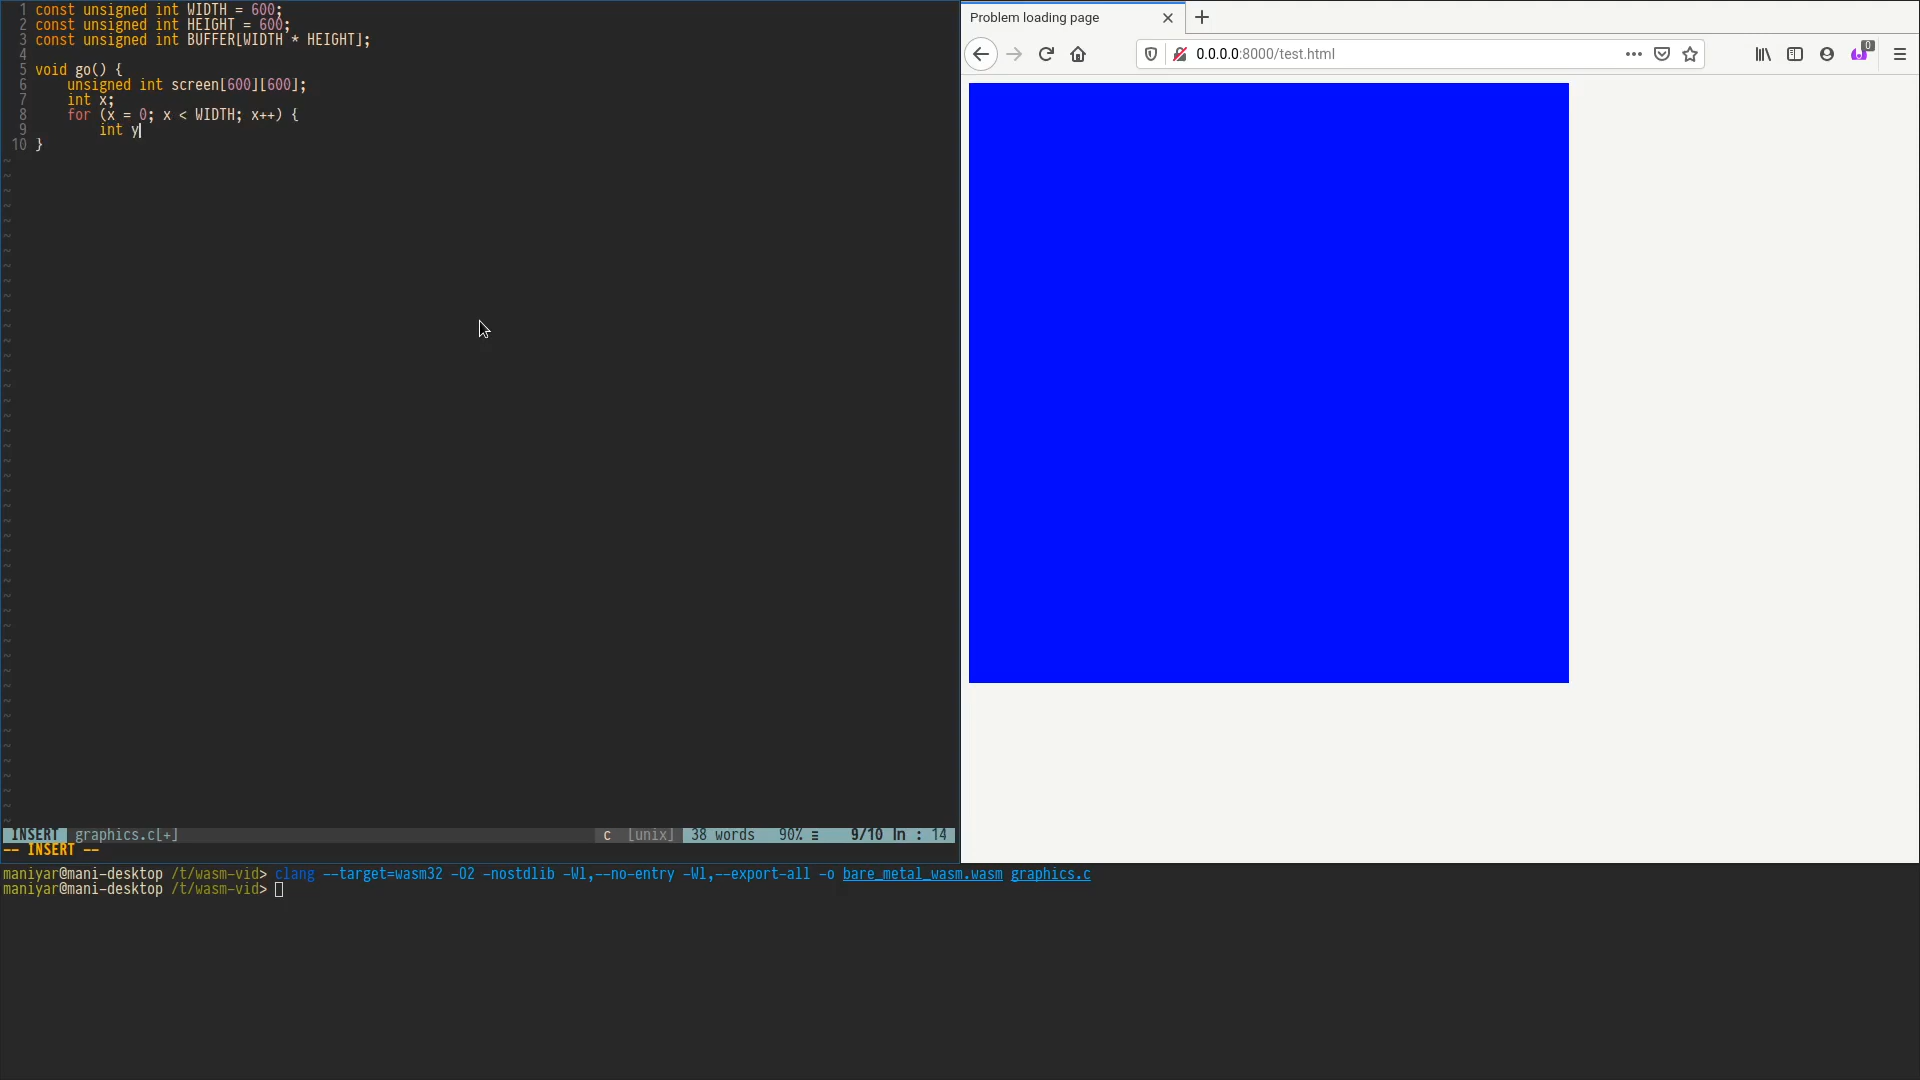 1 const unsigned int WIDTH = 600;
2 const unsigned int HEIGHT = 600;
3 const unsigned int BUFFER[WIDTH * HEIGHT];
4
5 void go() {
6     unsigned int screen[600][600];
7     int x;
8     for (x = 0; x < WIDTH; x++) {
9         int y
10 }
INSERT graphics.c[+] c [unix] 38 words 90% ≡ 9/10 ln : 14
-- INSERT --
Problem loading page
0.0.0.0:8000/test.html
0
maniyar@mani-desktop /t/wasm-vid> clang --target=wasm32 -O2 -nostdlib -Wl,--no-entry -Wl,--export-all -o bare_metal_wasm.wasm graphics.c
maniyar@mani-desktop /t/wasm-vid>